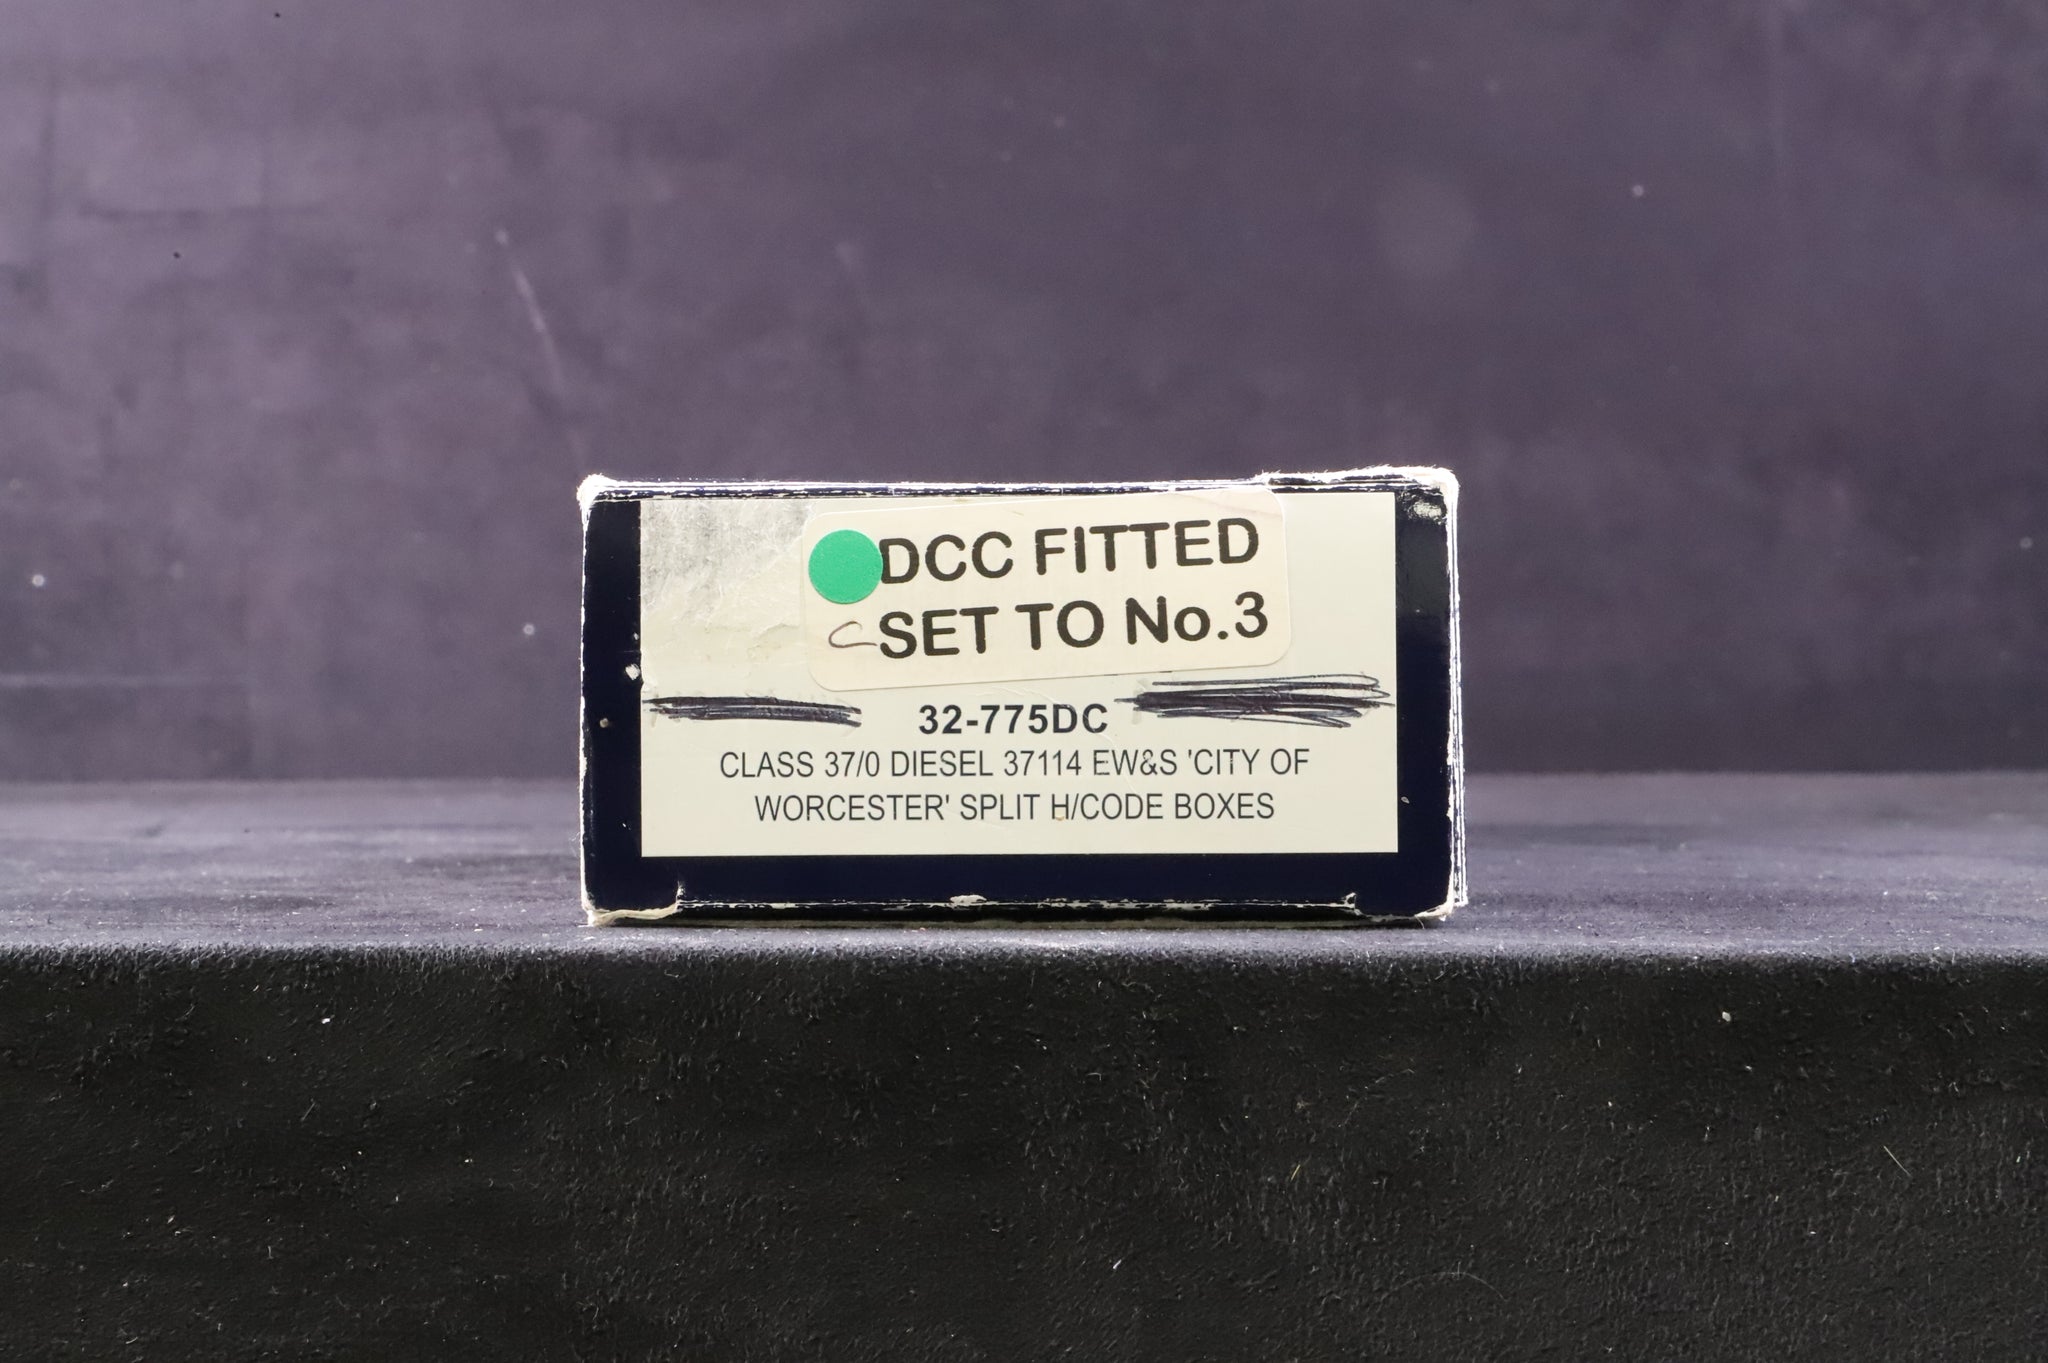 DCC FITTED
SET TO No.3
32-775DC
CLASS 37/0 DIESEL 37114 EW&S 'CITY OF
WORCESTER' SPLIT H/CODE BOXES